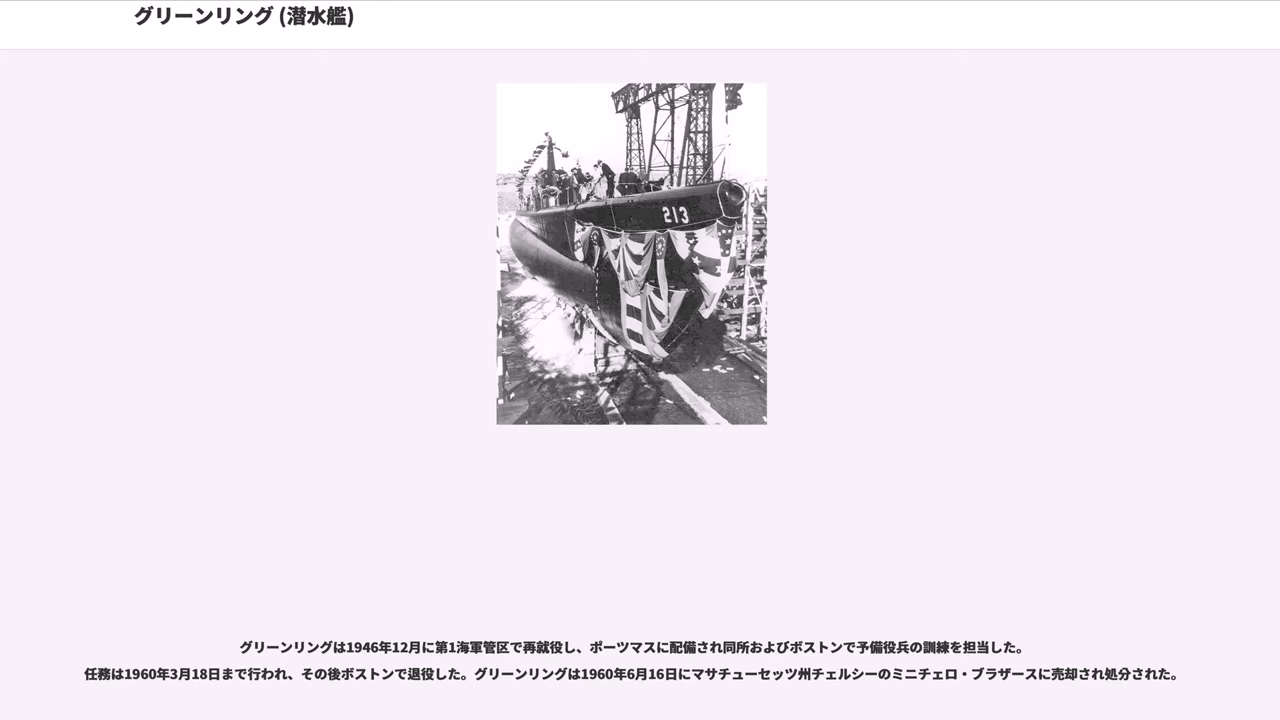 グリーンリング (潜水艦)
213
グリーンリングは1946年12月に第1海軍管区で再就役し、ポーツマスに配備され同所およびボストンで予備役兵の訓練を担当した。
任務は1960年3月18日まで行われ、その後ボストンで退役した。グリーンリングは1960年6月16日にマサチューセッツ州チェルシーのミニチェロ・ブラザースに売却され処分された。